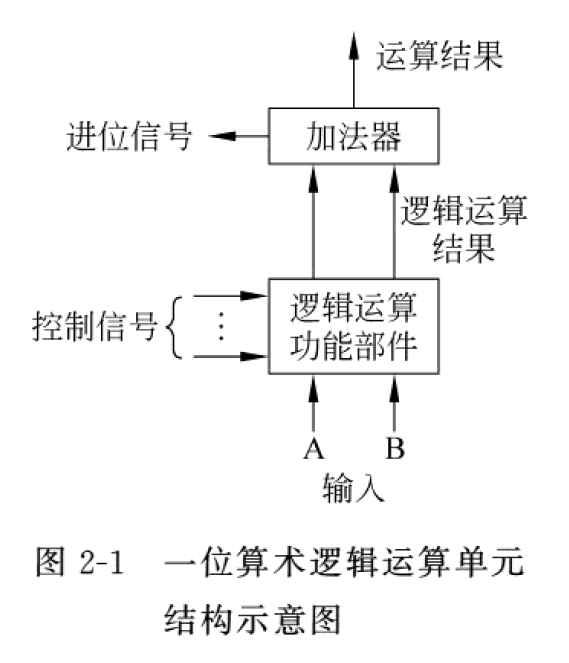 运算结果
进位信号
加法器
逻辑运算
结果
控制信号
逻辑运算
功能部件
A
B
输入
图 2-1 一位算术逻辑运算单元
结构示意图